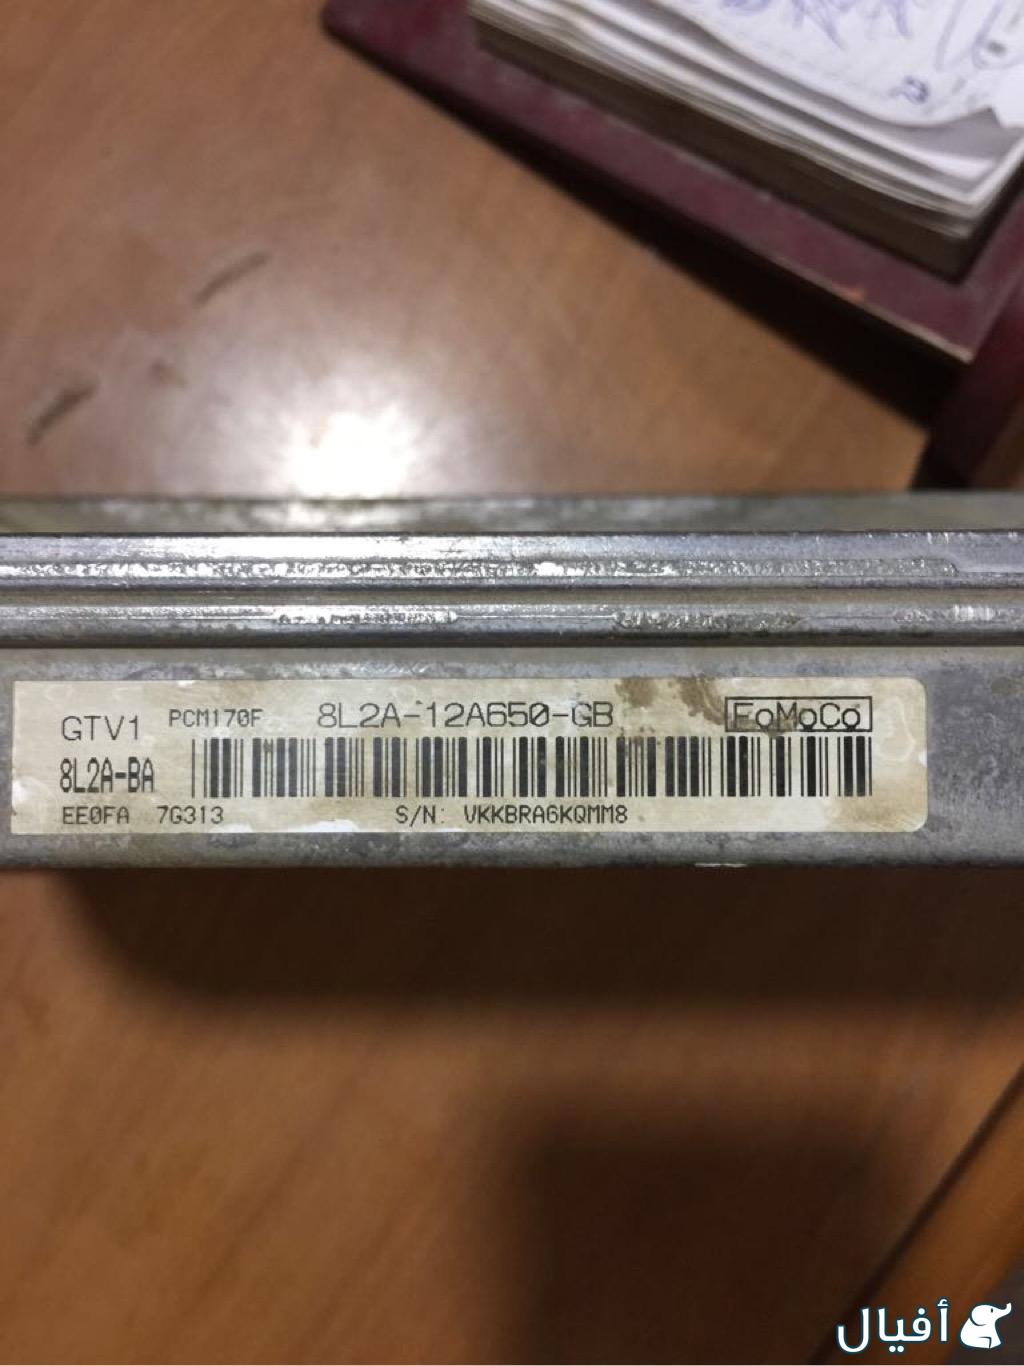 GTV1 PCM170F 8L2A-12A650-GB FoMoCo
8L2A-BA
EE0FA 7G313 S/N: VKKBRA6KQMM8
أفيال